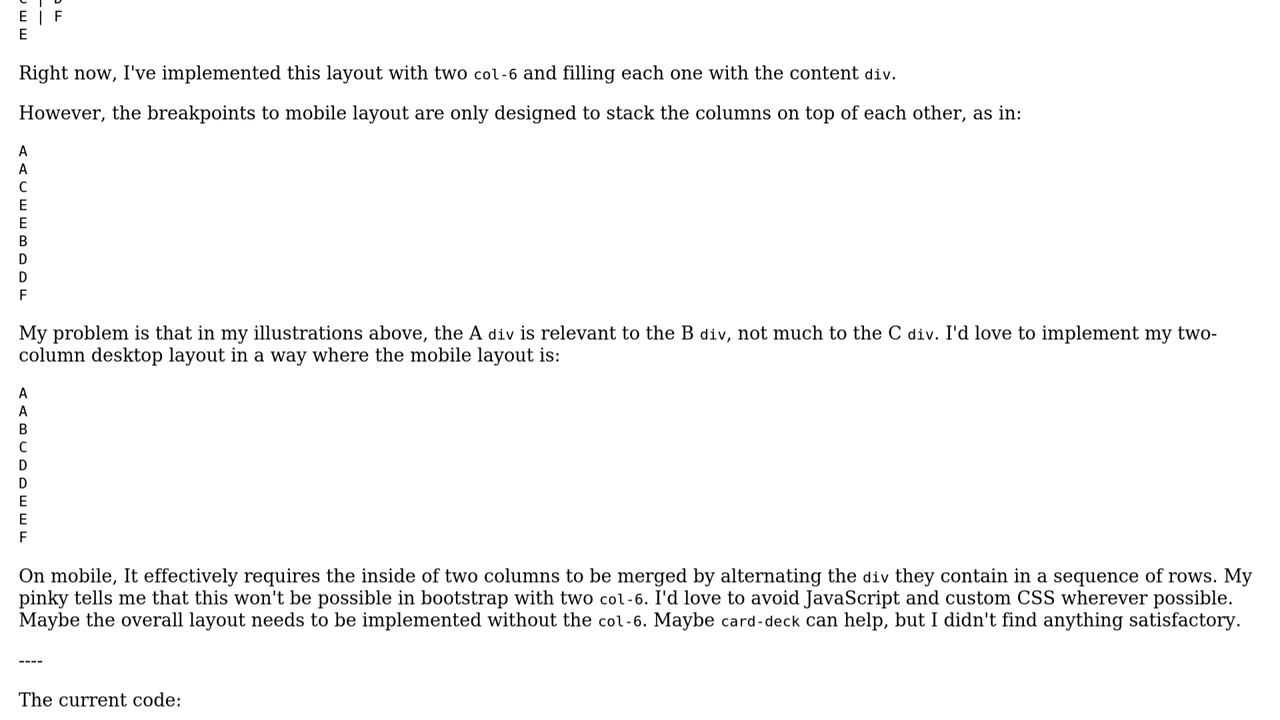 E | F
E
Right now, I've implemented this layout with two col-6 and filling each one with the content div.
However, the breakpoints to mobile layout are only designed to stack the columns on top of each other, as in:
A
A
C
E
E
B
D
D
F
My problem is that in my illustrations above, the A div is relevant to the B div, not much to the C div. I'd love to implement my two-
column desktop layout in a way where the mobile layout is:
A
A
B
C
D
D
E
E
F
On mobile, It effectively requires the inside of two columns to be merged by alternating the div they contain in a sequence of rows. My
pinky tells me that this won't be possible in bootstrap with two col-6. I'd love to avoid JavaScript and custom CSS wherever possible.
Maybe the overall layout needs to be implemented without the col-6. Maybe card-deck can help, but I didn't find anything satisfactory.
----
The current code: